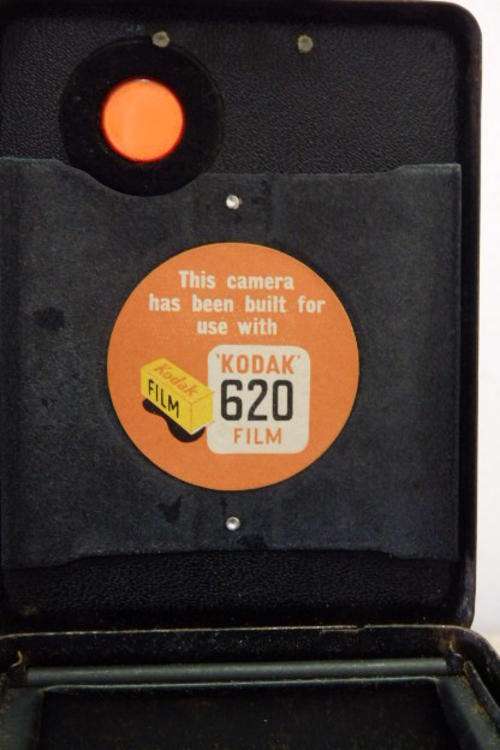 This camera
has been built for
use with
'KODAK'
620
FILM
Kodak
FILM